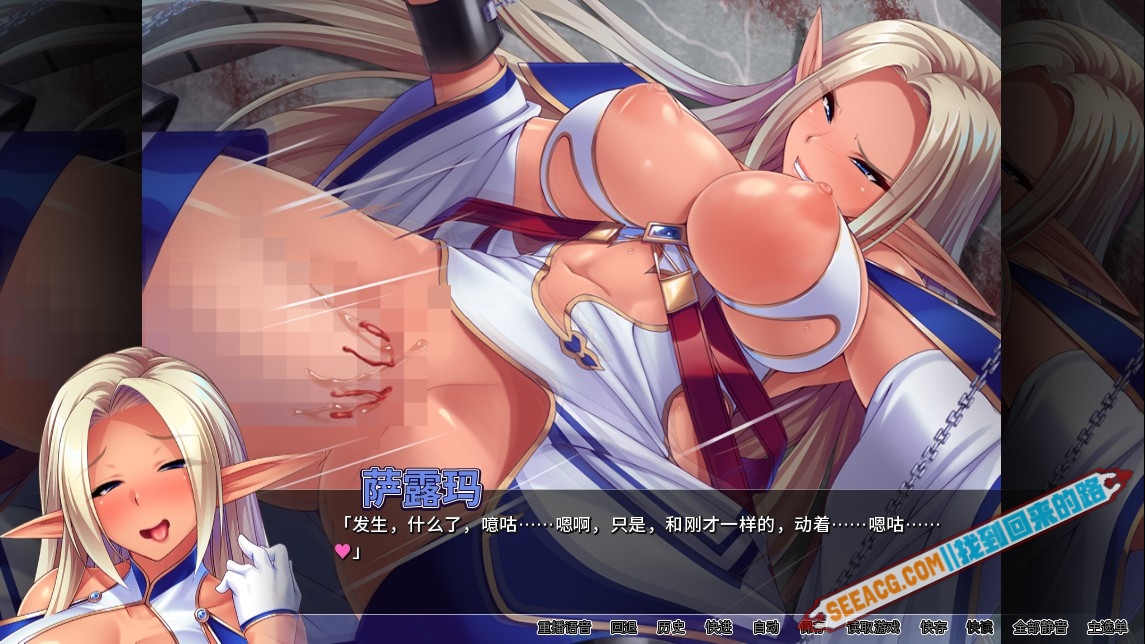 萨露玛
「发生，什么了，噫咕……嗯啊，只是，和刚才一样的，动着……嗯咕……
♥」
SEEACG.COM||找到回来的路
重播语音 回退 历史 快进 自动 保存 读取游戏 快存 快读 全部静音 主选单